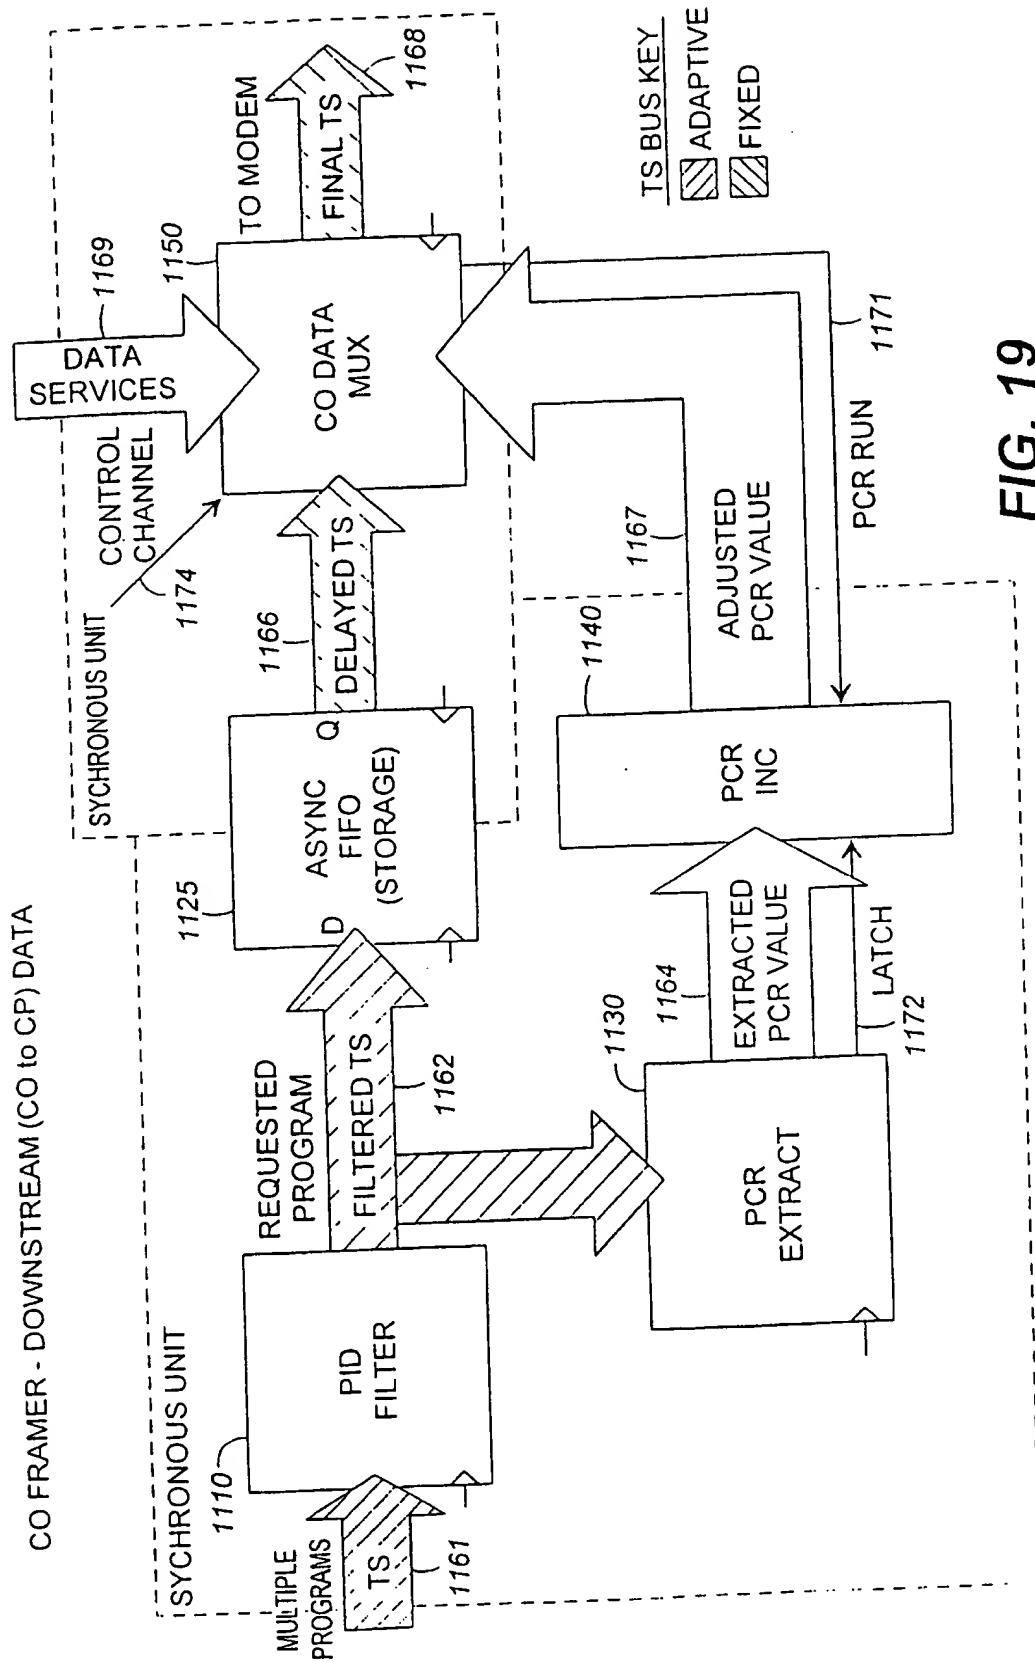 CO FRAMER - DOWNSTREAM (CO to CP) DATA
SYCHRONOUS UNIT
MULTIPLE
PROGRAMS
TS
1161
1110
PID
FILTER
REQUESTED
PROGRAM
FILTERED TS
1162
1125
D
ASYNC
FIFO
(STORAGE)
Q
1130
PCR
EXTRACT
1164
EXTRACTED
PCR VALUE
LATCH
1172
1140
PCR
INC
SYCHRONOUS UNIT
1174
CONTROL
CHANNEL
1166
DELAYED TS
DATA
SERVICES
1169
1150
CO DATA
MUX
TO MODEM
FINAL TS
1168
1167
ADJUSTED
PCR VALUE
PCR RUN
1171
TS BUS KEY
ADAPTIVE
FIXED
FIG. 19